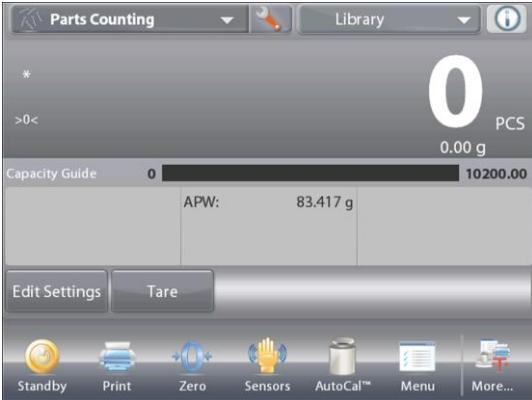 Parts Counting
Library
*
>0<
0 PCS
0.00 g
Capacity Guide 0 10200.00
APW: 83.417 g
Edit Settings Tare
Standby Print Zero Sensors AutoCal™ Menu More...